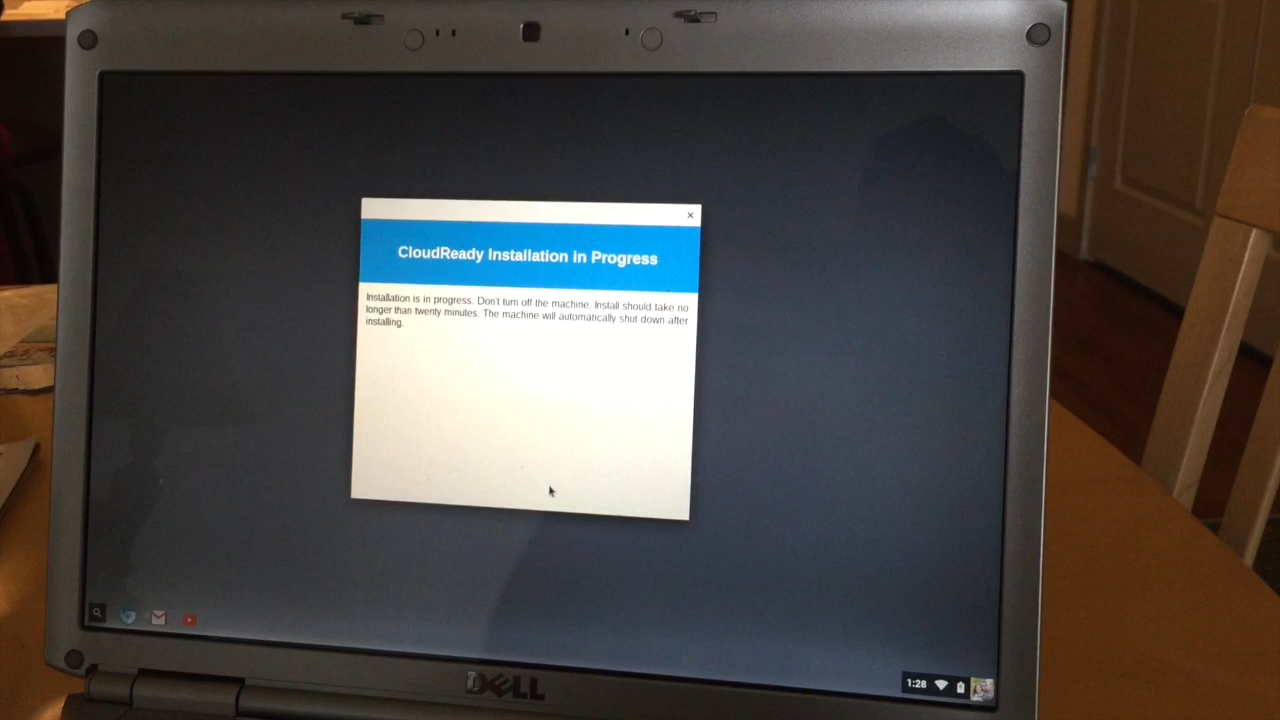 CloudReady Installation in Progress
Installation is in progress. Don't turn off the machine. Install should take no
longer than twenty minutes. The machine will automatically shut down after
installing.
1:28
DELL